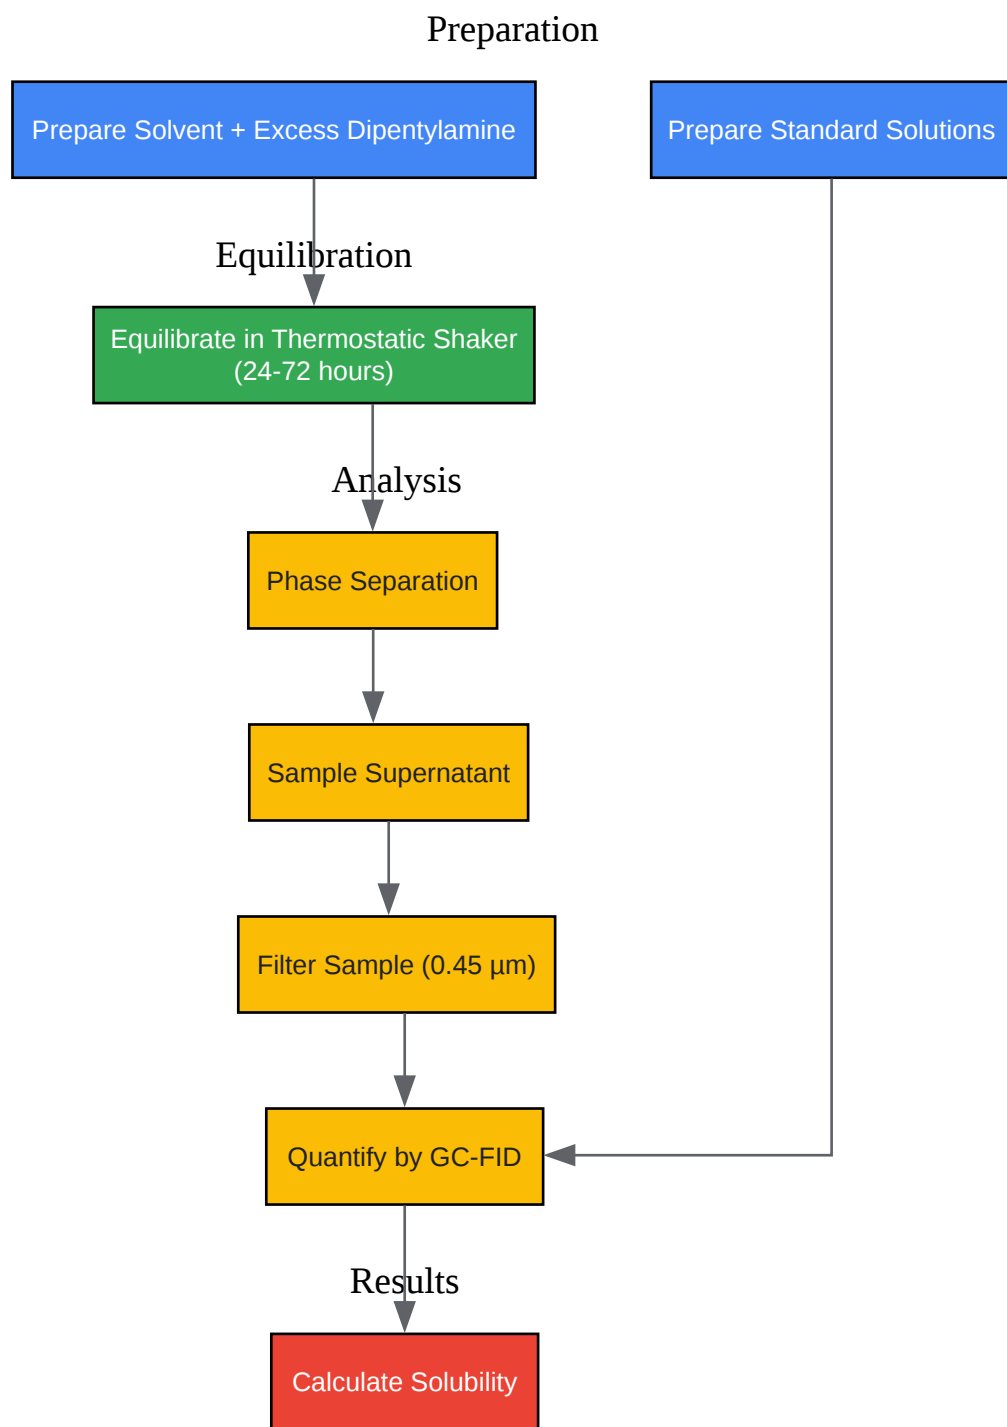 Preparation
Prepare Solvent + Excess Dipentylamine
Prepare Standard Solutions
Equilibration
Equilibrate in Thermostatic Shaker
(24-72 hours)
Analysis
Phase Separation
Sample Supernatant
Filter Sample (0.45 µm)
Quantify by GC-FID
Results
Calculate Solubility